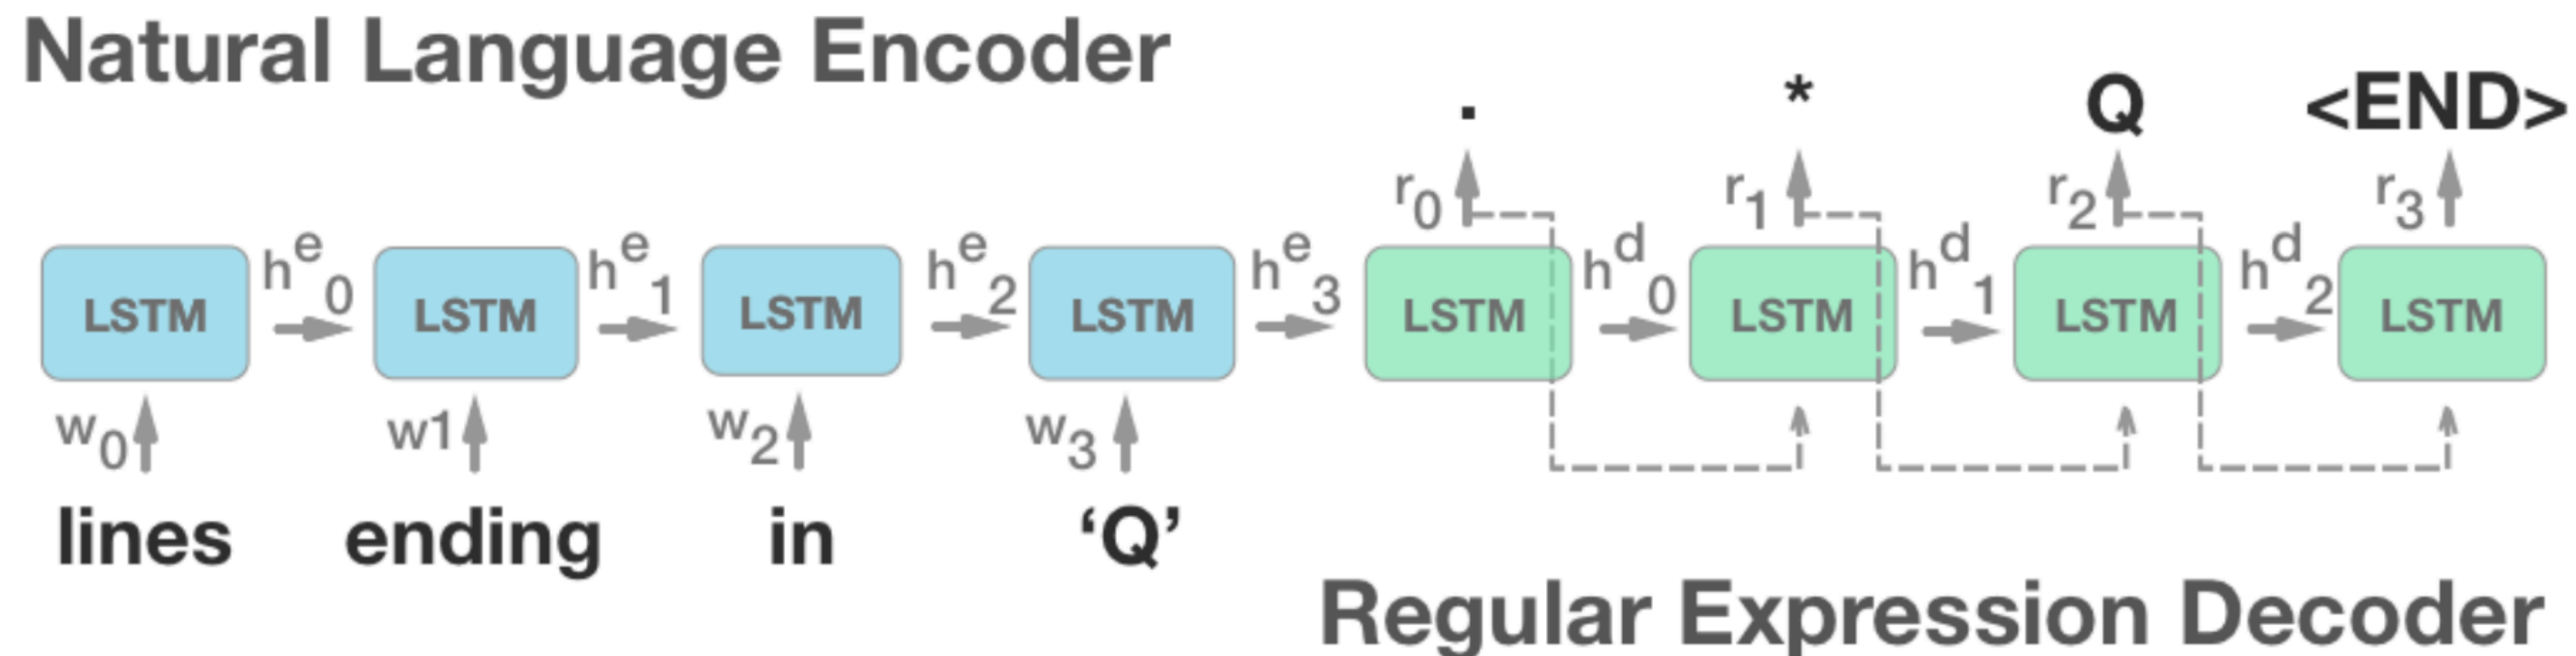 Natural Language Encoder
. * Q <END>
r0 r1 r2 r3
h^e_0 h^e_1 h^e_2 h^e_3 h^d_0 h^d_1 h^d_2
LSTM LSTM LSTM LSTM LSTM LSTM LSTM LSTM
w0 w1 w2 w3
lines ending in ‘Q’
Regular Expression Decoder